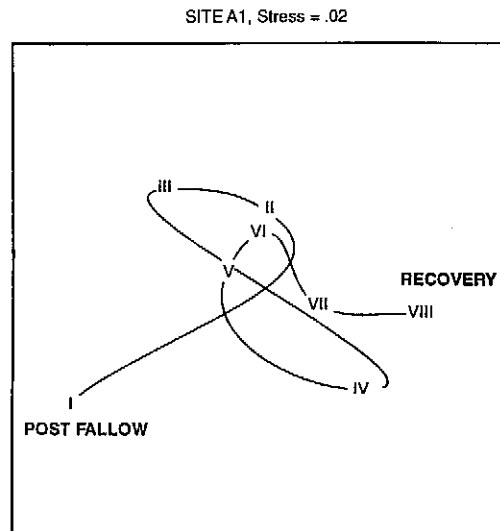 SITE A1, Stress = .02
III
II
VI
V
RECOVERY
VII
VIII
IV
I
POST FALLOW